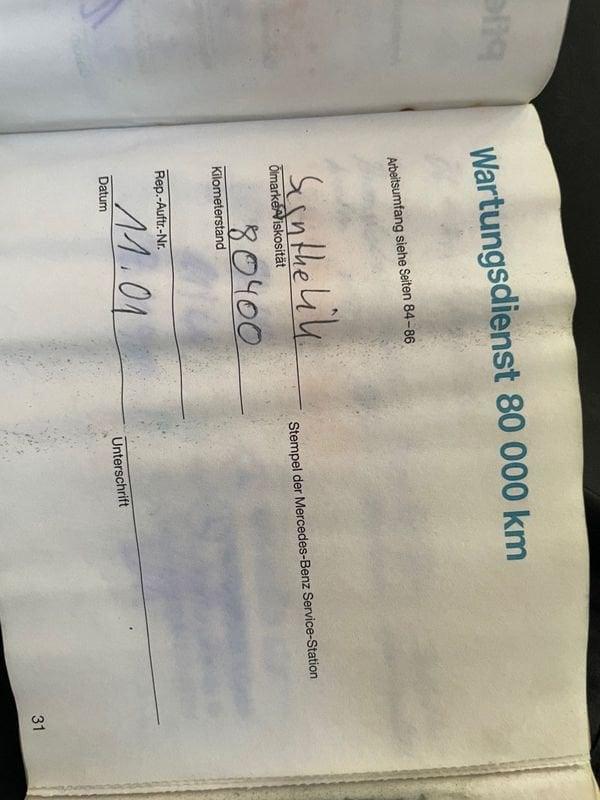 Wartungsdienst 80 000 km
Arbeitsumfang siehe Seiten 84–86
Synthetik
Ölmarke/Viskosität
Stempel der Mercedes-Benz Service-Station
80400
Kilometerstand
Rep.-Auftr.-Nr.
11.01
Datum
Unterschrift
31